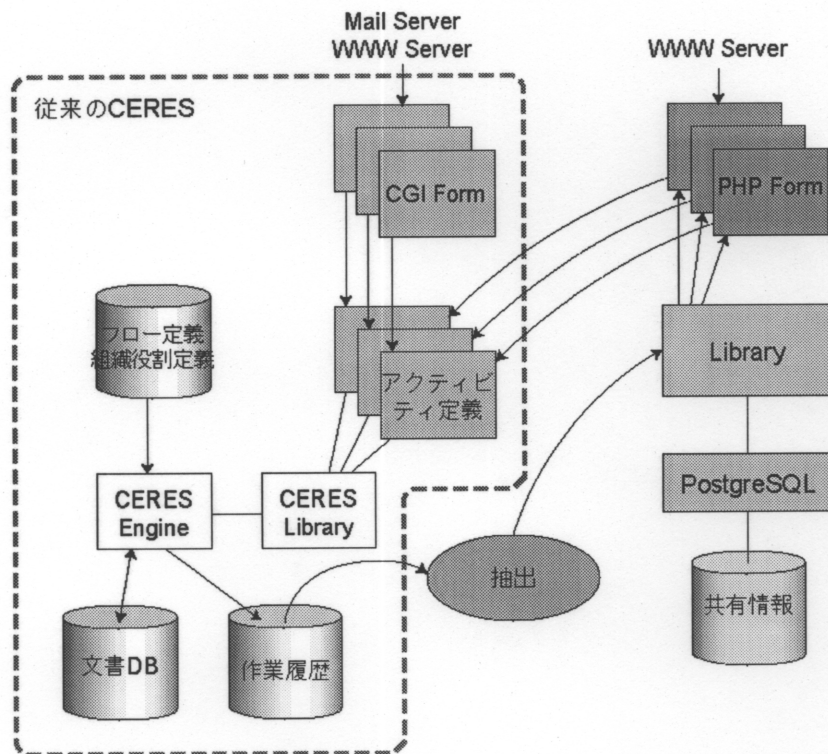 Mail Server
WWW Server
WWW Server
従来のCERES
CGI Form
PHP Form
フロー定義
組織役割定義
アクティビ
ティ定義
Library
CERES
Engine
CERES
Library
PostgreSQL
抽出
文書DB
作業履歴
共有情報